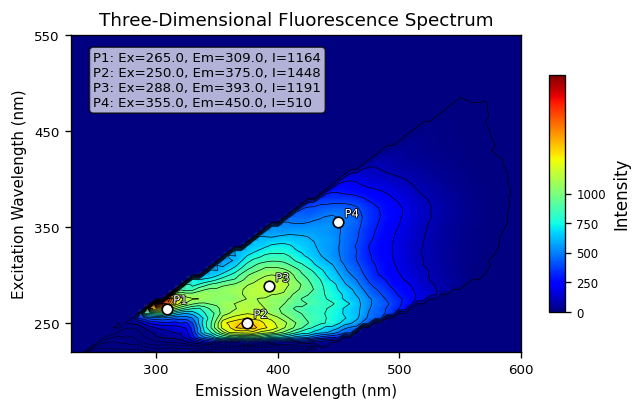 Three-Dimensional Fluorescence Spectrum
P1: Ex=265.0, Em=309.0, I=1164
P2: Ex=250.0, Em=375.0, I=1448
P3: Ex=288.0, Em=393.0, I=1191
P4: Ex=355.0, Em=450.0, I=510
550
450
350
250
Excitation Wavelength (nm)
P4
P3
P1
P2
300
400
500
600
Emission Wavelength (nm)
1000
750
500
250
0
Intensity